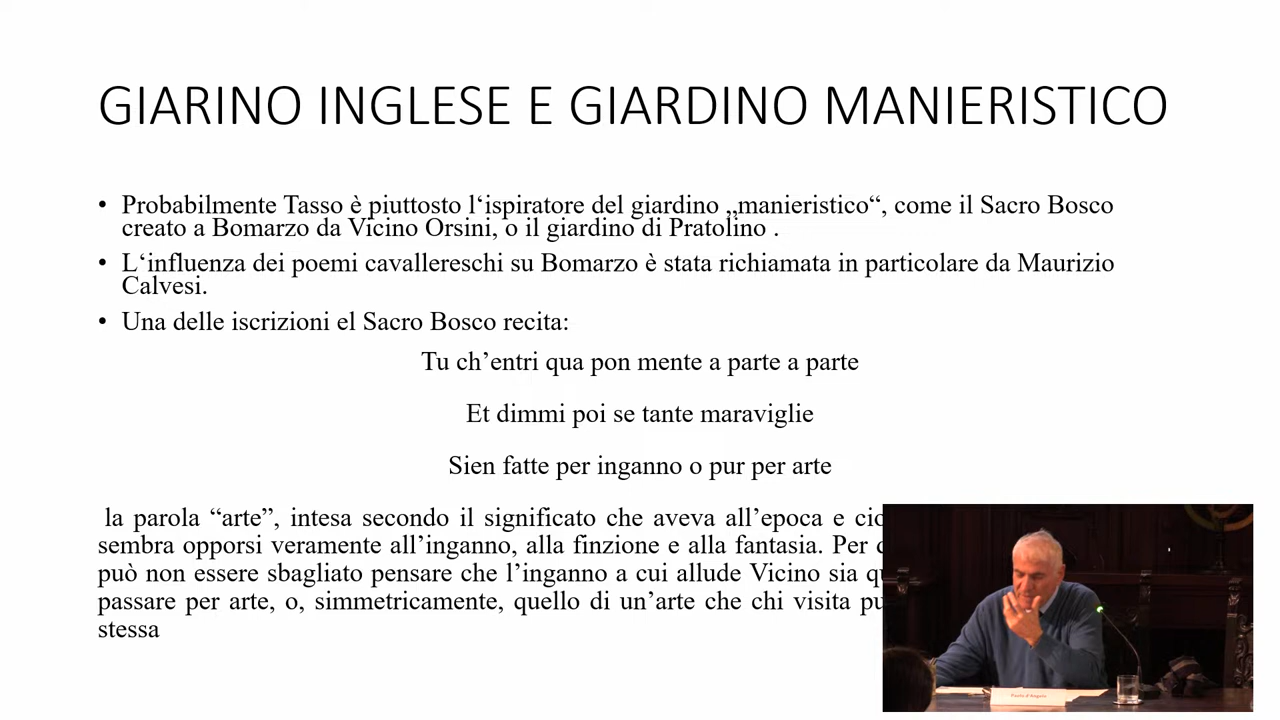 GIARINO INGLESE E GIARDINO MANIERISTICO
• Probabilmente Tasso è piuttosto l‘ispiratore del giardino „manieristico“, come il Sacro Bosco
creato a Bomarzo da Vicino Orsini, o il giardino di Pratolino .
• L‘influenza dei poemi cavallereschi su Bomarzo è stata richiamata in particolare da Maurizio
Calvesi.
• Una delle iscrizioni el Sacro Bosco recita:
Tu ch’entri qua pon mente a parte a parte
Et dimmi poi se tante maraviglie
Sien fatte per inganno o pur per arte
la parola “arte”, intesa secondo il significato che aveva all’epoca e
sembra opporsi veramente all’inganno, alla finzione e alla fantasia. Per
può non essere sbagliato pensare che l’inganno a cui allude Vicino sia
passare per arte, o, simmetricamente, quello di un’arte che chi visita
stessa
Paolo d'Angelo